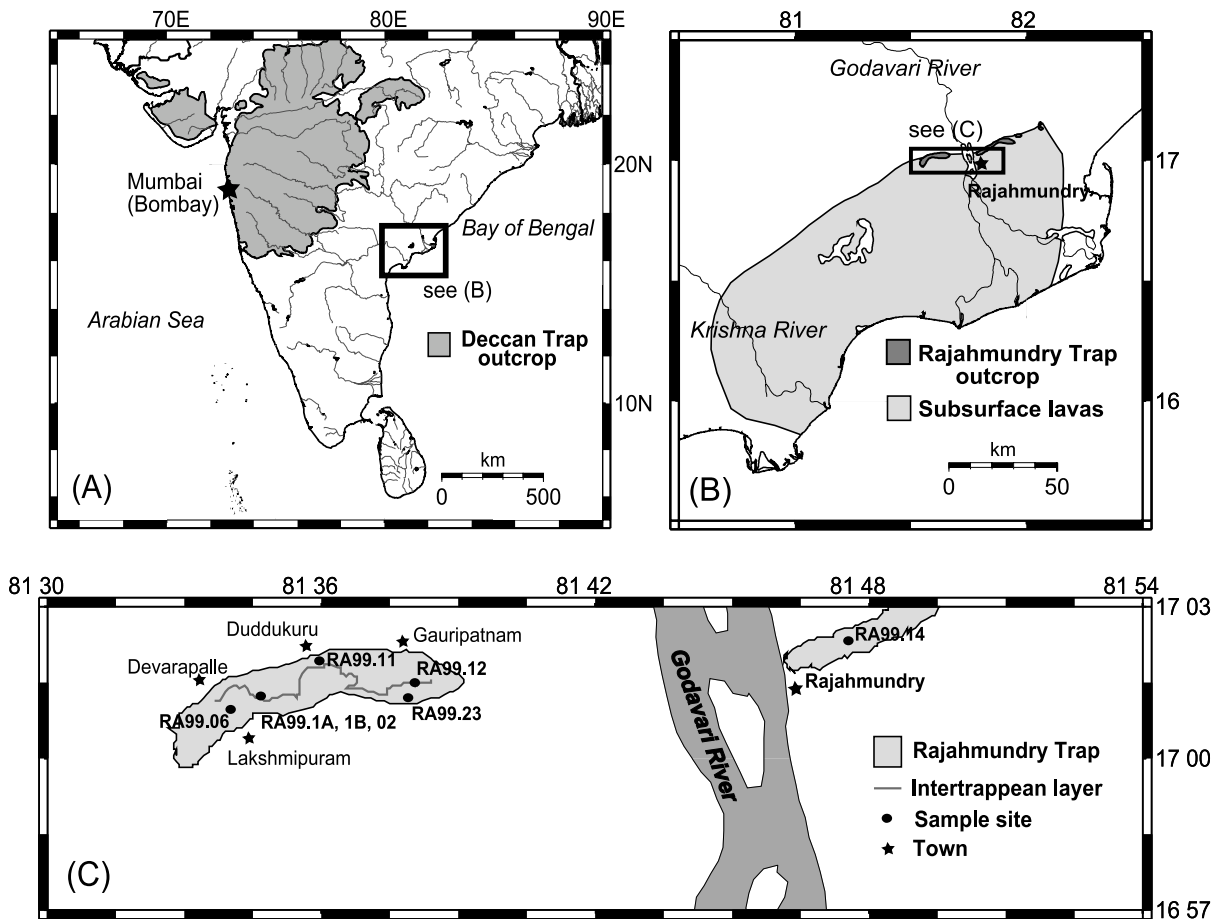 70E
80E
90E
20N
10N
Mumbai
(Bombay)
Bay of Bengal
see (B)
Arabian Sea
Deccan Trap
outcrop
km
0
500
(A)
81
82
Godavari River
see (C)
17
Rajahmundry
Krishna River
Rajahmundry Trap
outcrop
16
Subsurface lavas
km
0
50
(B)
81 30
81 36
81 42
81 48
81 54
17 03
Duddukuru
Gauripatnam
RA99.14
RA99.11
Devarapalle
RA99.12
Rajahmundry
RA99.06
RA99.1A, 1B, 02
RA99.23
Lakshmipuram
Godavari River
17 00
Rajahmundry Trap
Intertrappean layer
Sample site
Town
(C)
16 57